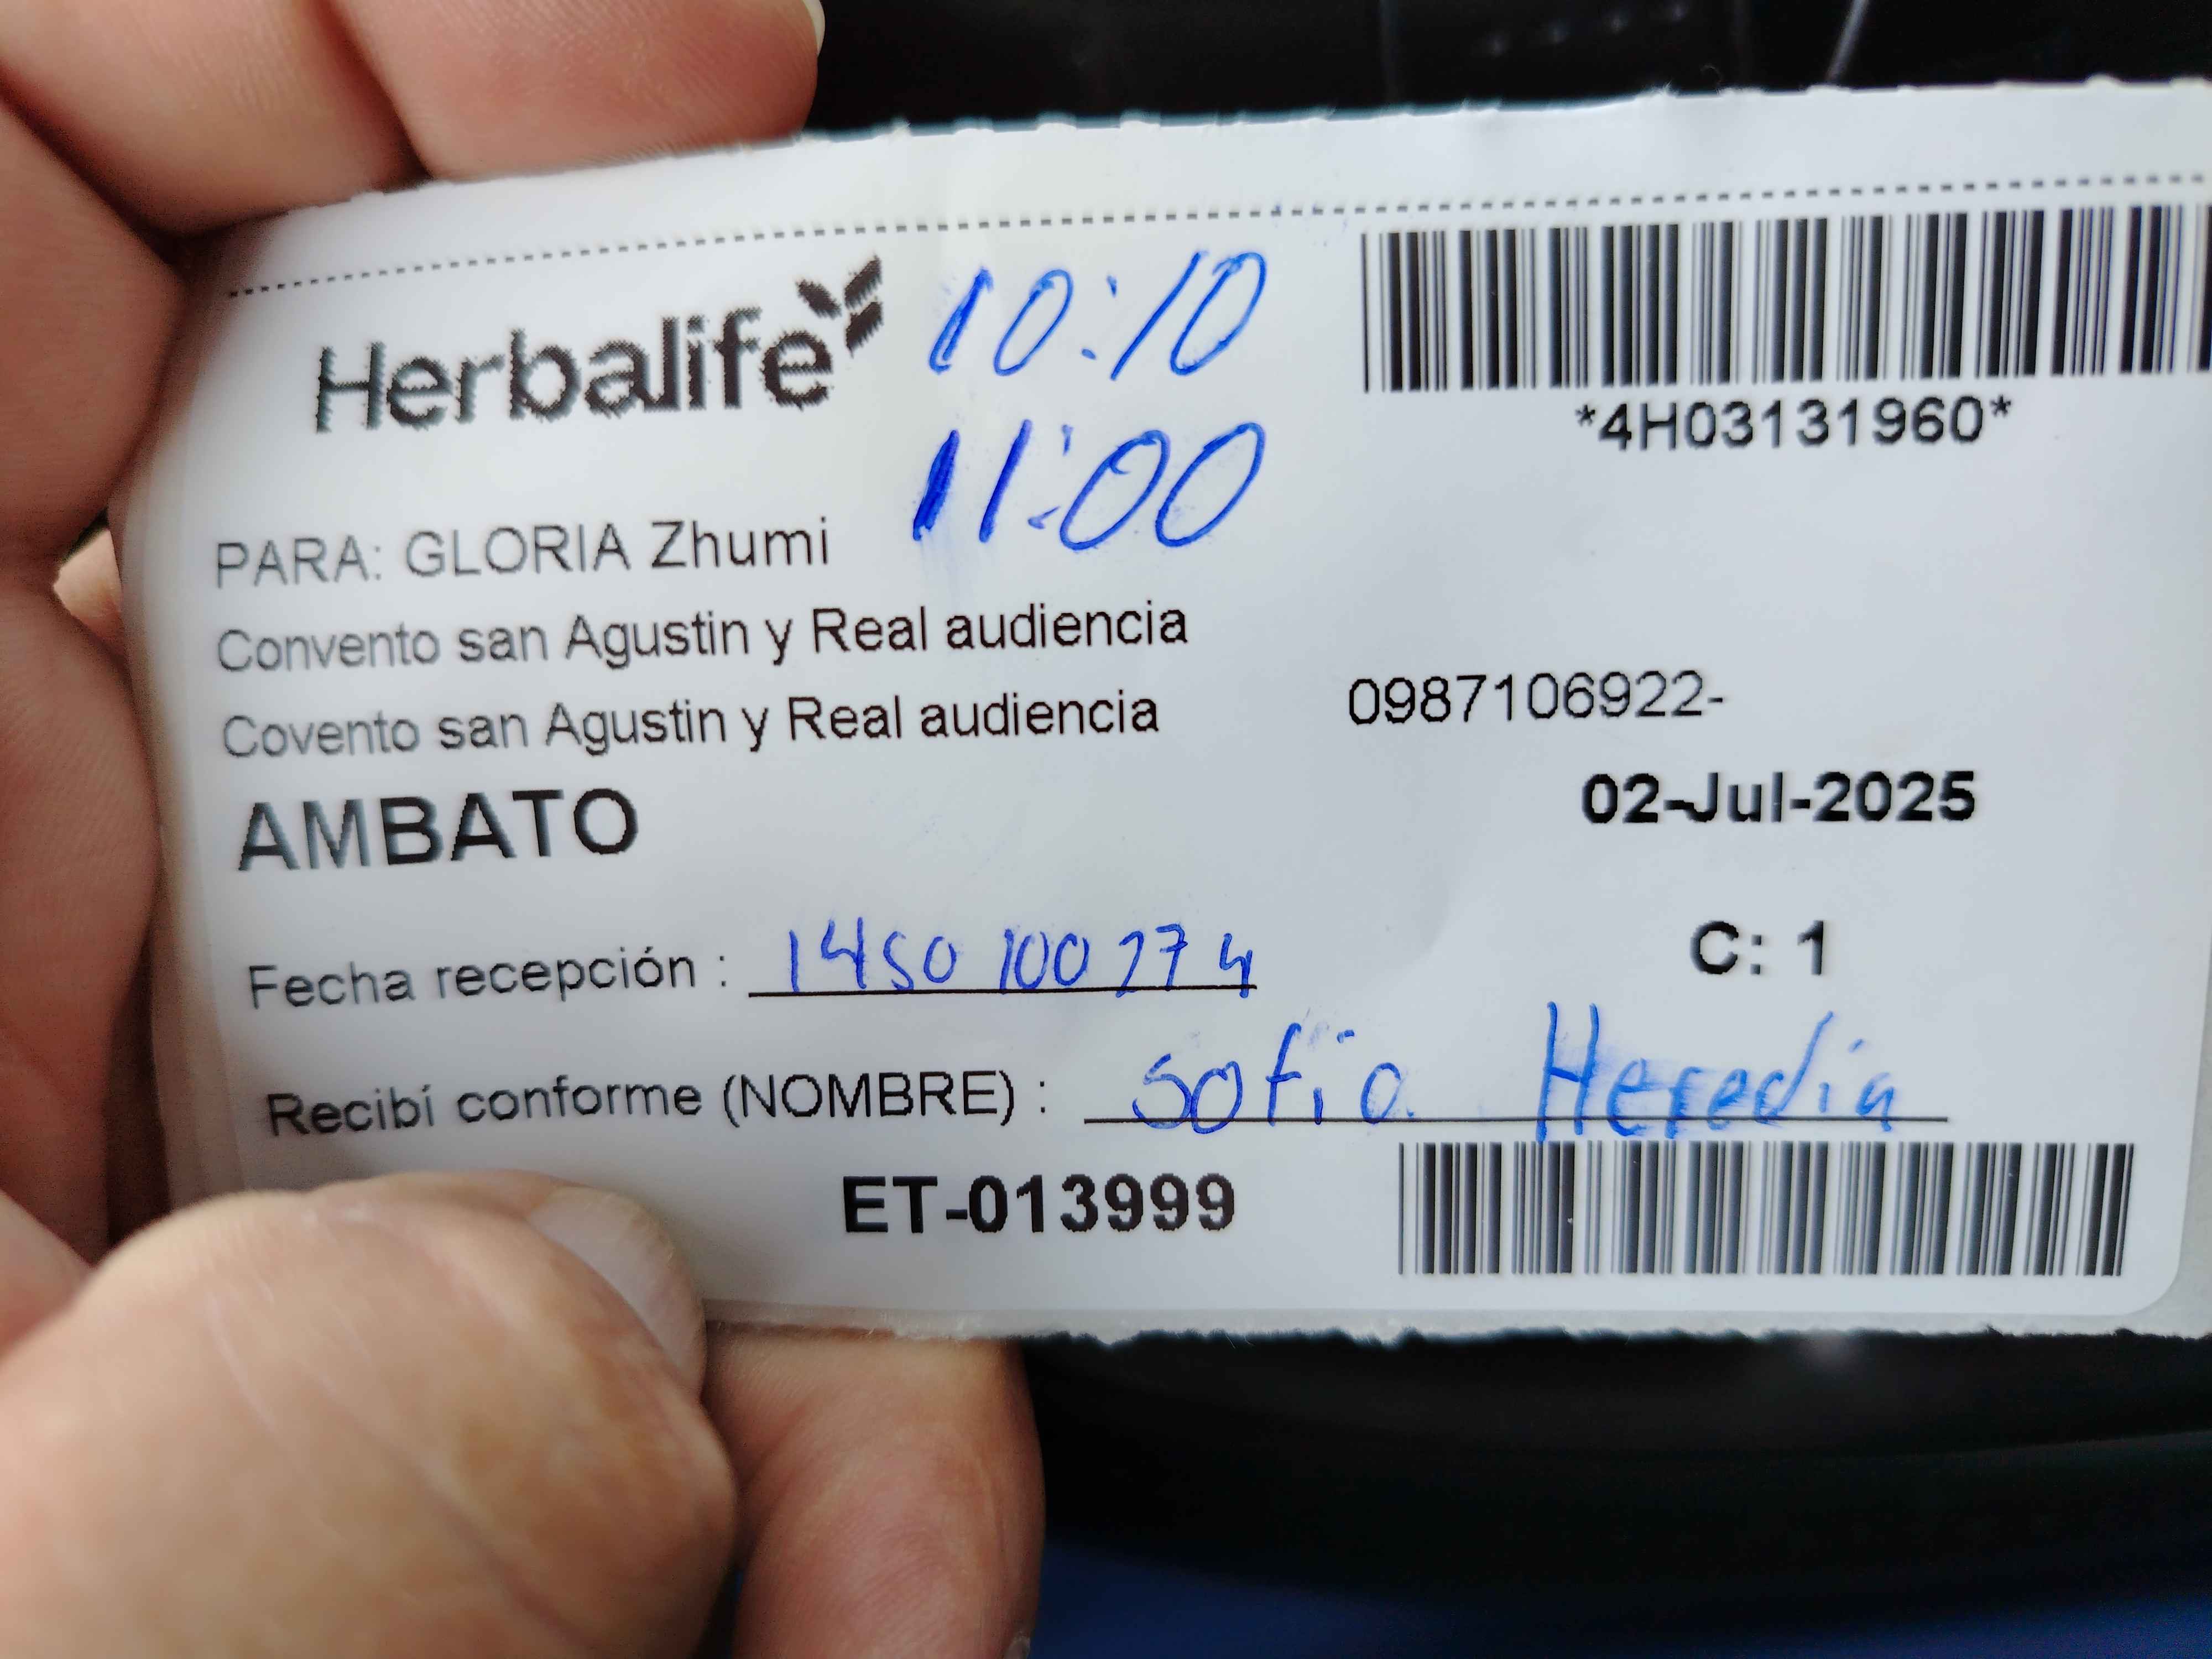 Herbalife
10:10
11:00
*4H03131960*
PARA: GLORIA Zhumi
Convento san Agustin y Real audiencia
Covento san Agustin y Real audiencia
0987106922-
AMBATO
02-Jul-2025
C: 1
Fecha recepción : 1450100774
Recibí conforme (NOMBRE) : Sofia Heredia
ET-013999